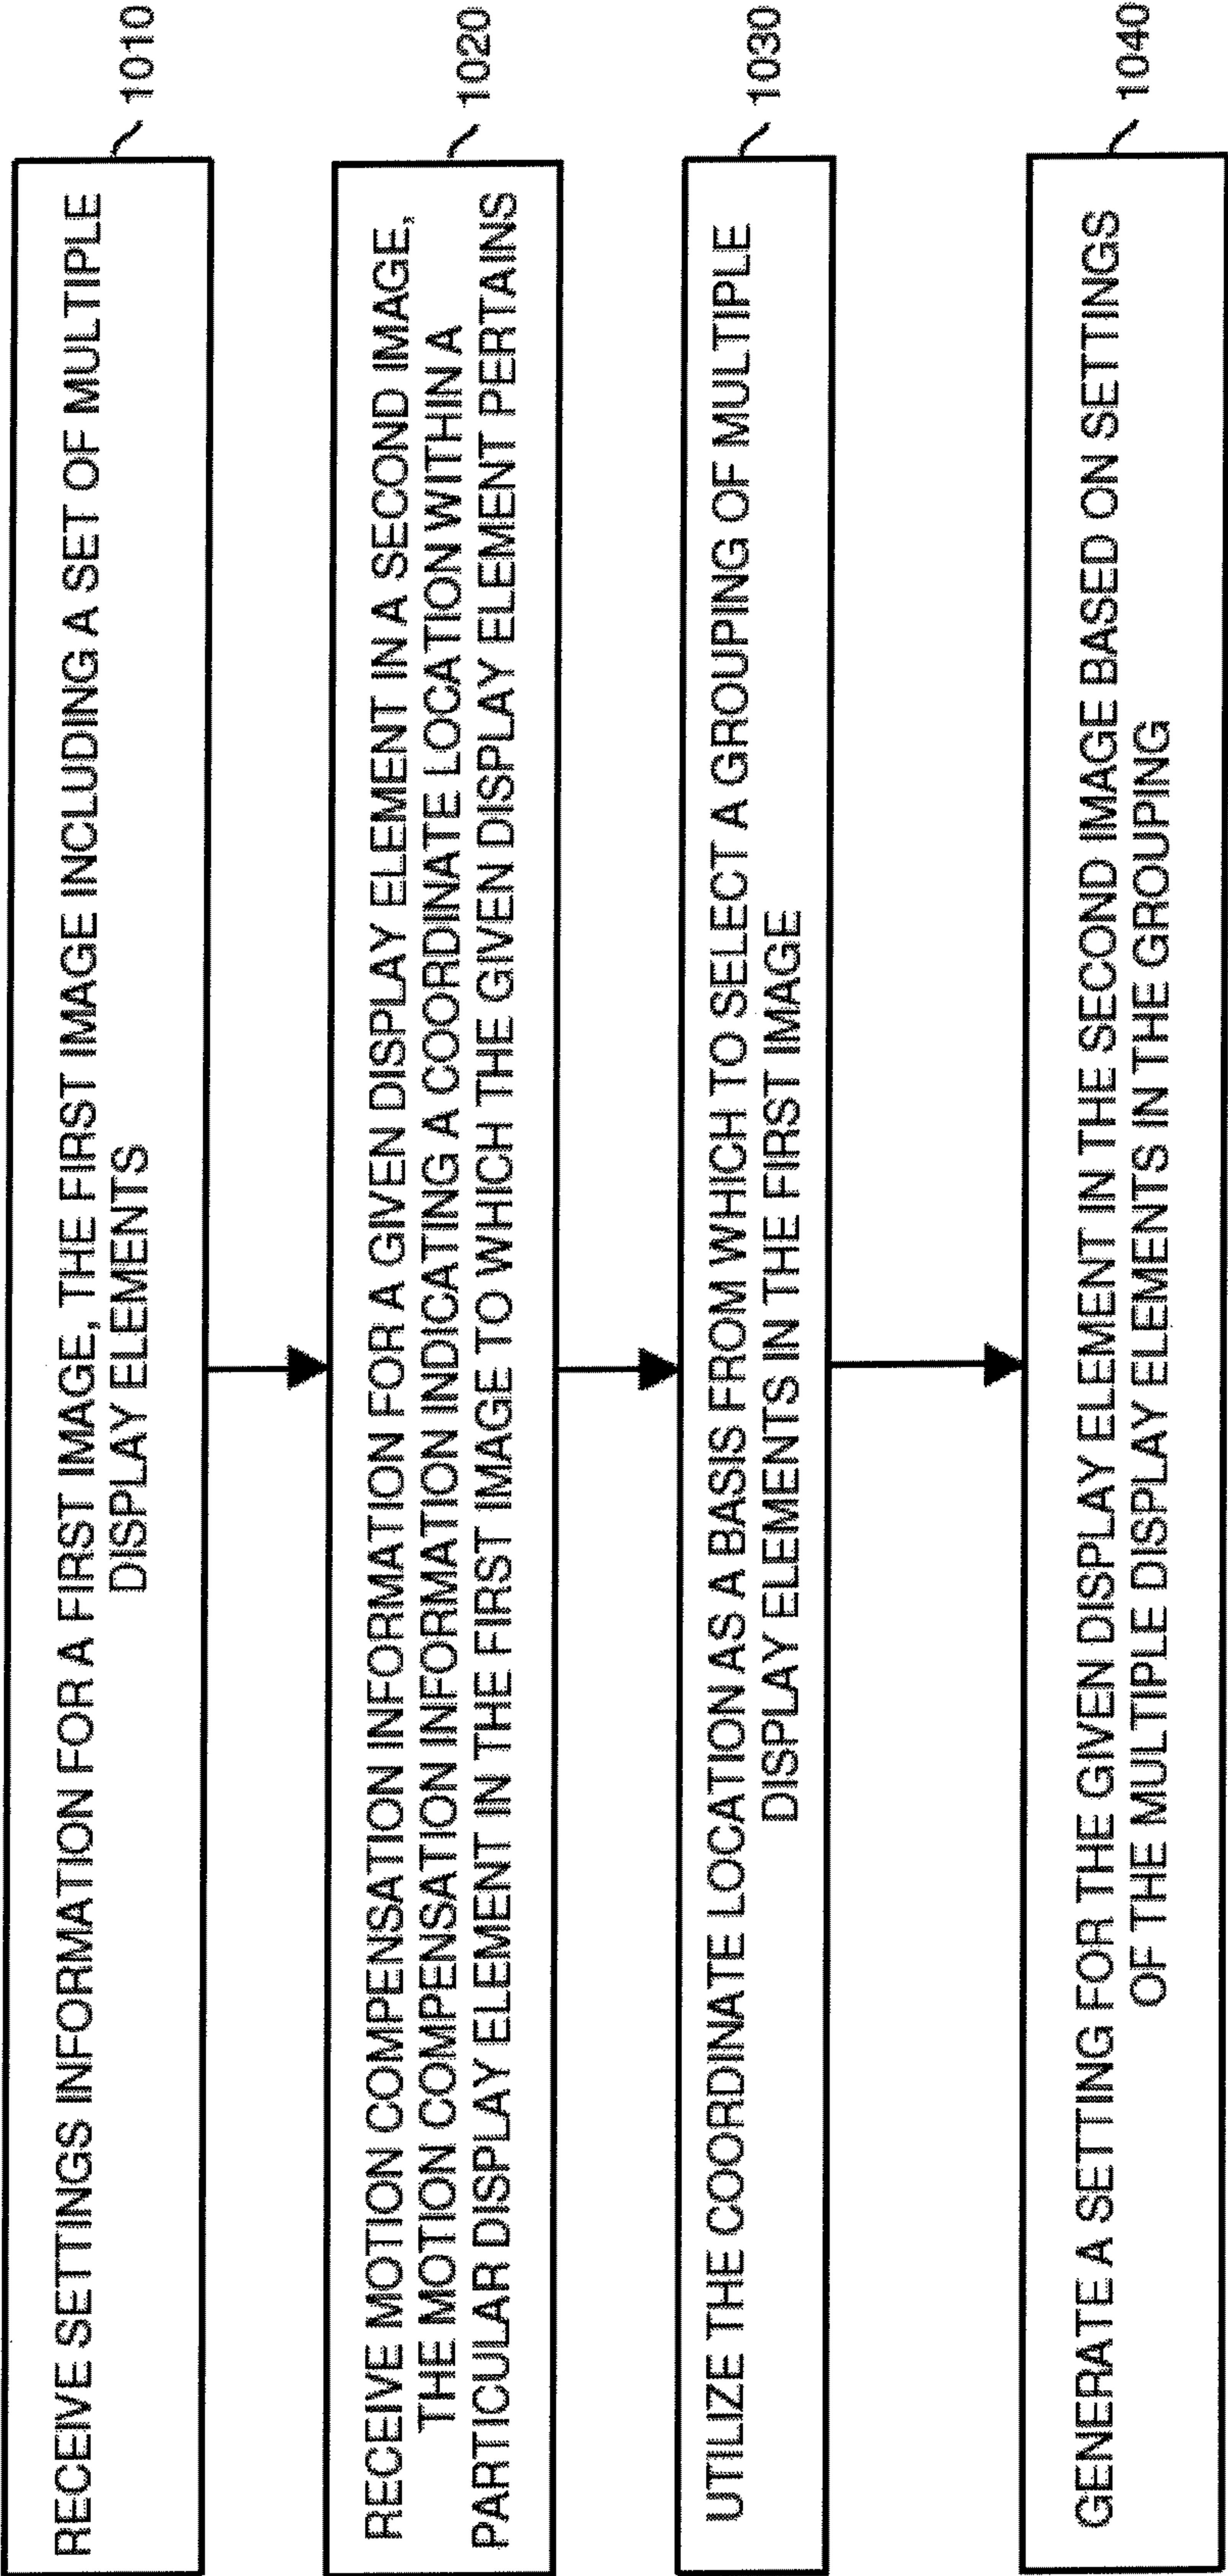 RECEIVE SETTINGS INFORMATION FOR A FIRST IMAGE, THE FIRST IMAGE INCLUDING A SET OF MULTIPLE
DISPLAY ELEMENTS
1010
RECEIVE MOTION COMPENSATION INFORMATION FOR A GIVEN DISPLAY ELEMENT IN A SECOND IMAGE,
THE MOTION COMPENSATION INFORMATION INDICATING A COORDINATE LOCATION WITHIN A
PARTICULAR DISPLAY ELEMENT IN THE FIRST IMAGE TO WHICH THE GIVEN DISPLAY ELEMENT PERTAINS
1020
UTILIZE THE COORDINATE LOCATION AS A BASIS FROM WHICH TO SELECT A GROUPING OF MULTIPLE
DISPLAY ELEMENTS IN THE FIRST IMAGE
1030
GENERATE A SETTING FOR THE GIVEN DISPLAY ELEMENT IN THE SECOND IMAGE BASED ON SETTINGS
OF THE MULTIPLE DISPLAY ELEMENTS IN THE GROUPING
1040